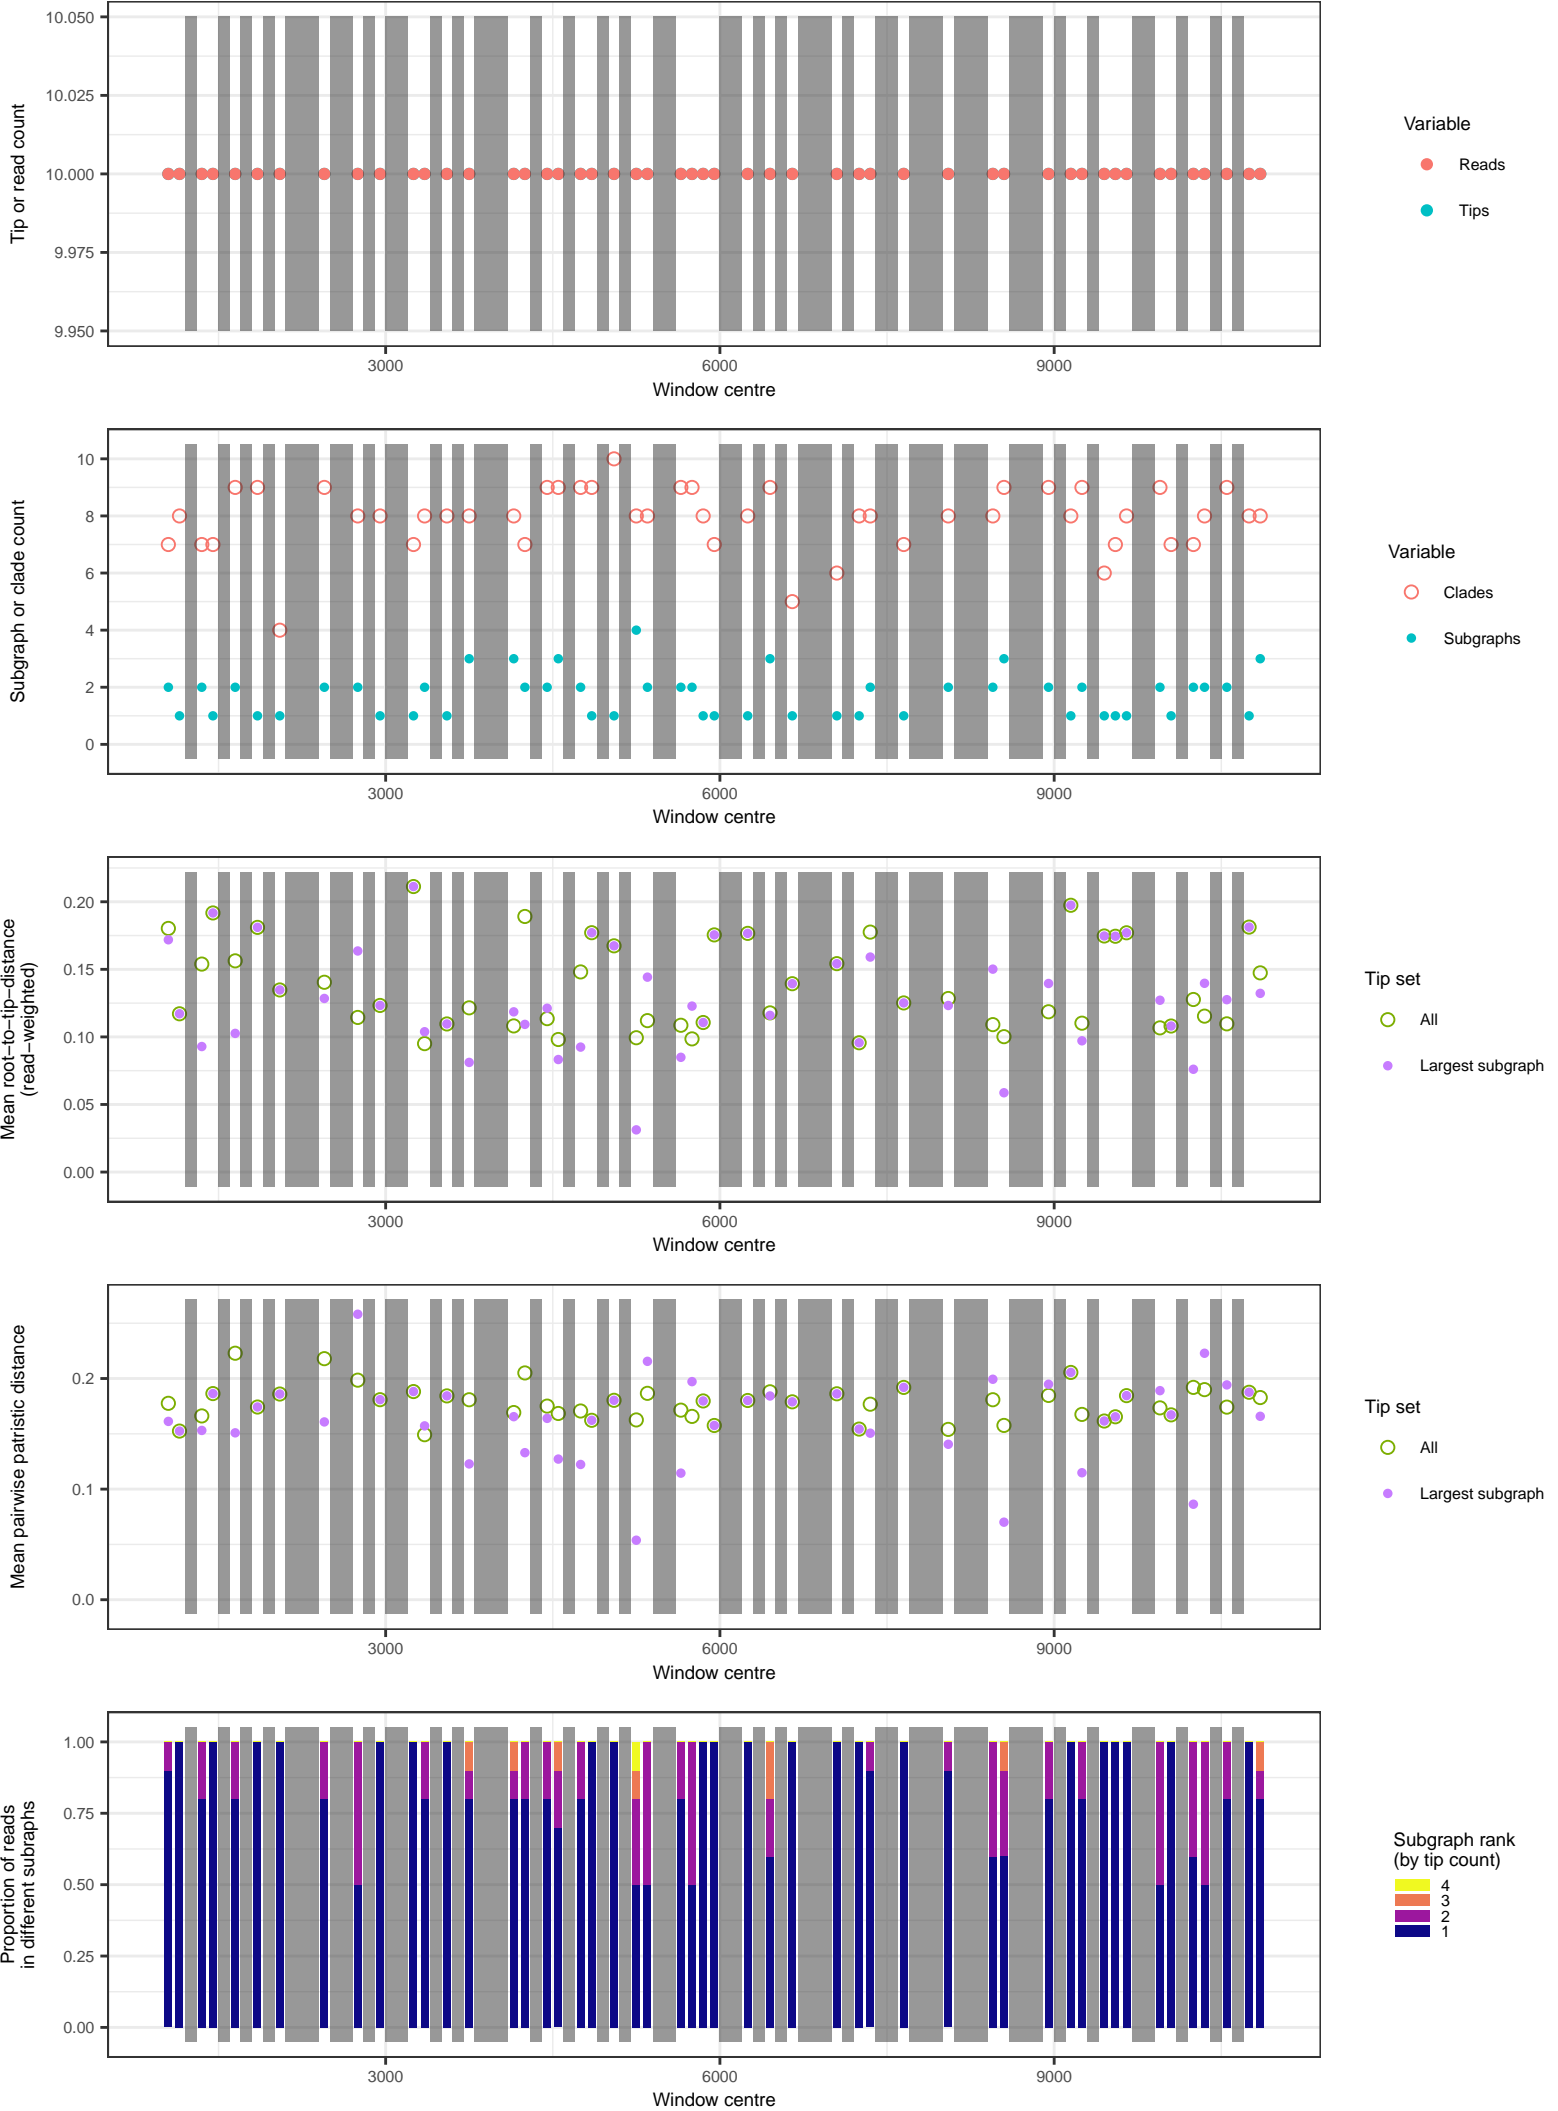 10.050
10.025
10.000
9.975
9.950
Tip or read count
3000
6000
9000
Window centre
Variable
Reads
Tips
10
8
6
4
2
0
Subgraph or clade count
3000
6000
9000
Window centre
Variable
Clades
Subgraphs
0.20
0.15
0.10
0.05
0.00
Mean root−to−tip−distance
(read−weighted)
3000
6000
9000
Window centre
Tip set
All
Largest subgraph
0.2
0.1
0.0
Mean pairwise patristic distance
3000
6000
9000
Window centre
Tip set
All
Largest subgraph
1.00
0.75
0.50
0.25
0.00
Proportion of reads
in different subraphs
3000
6000
9000
Window centre
Subgraph rank
(by tip count)
4
3
2
1